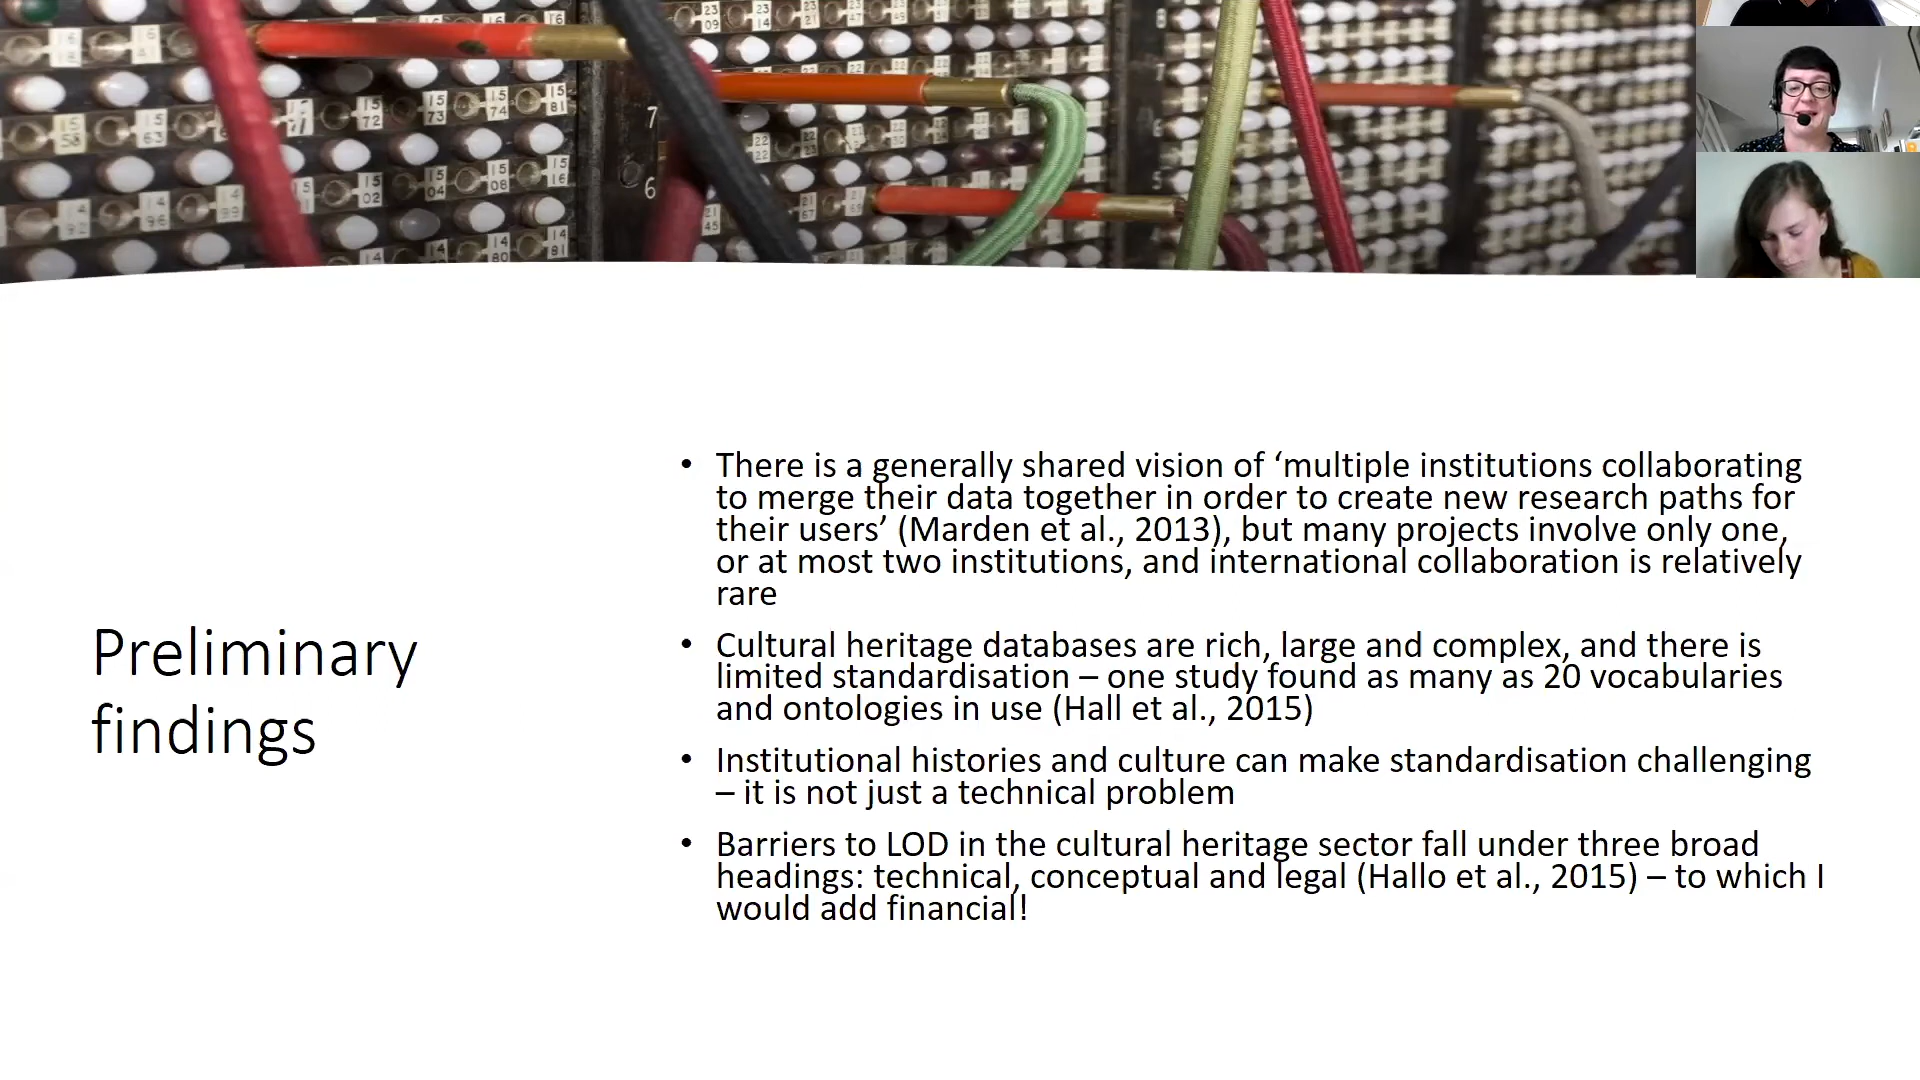 Preliminary
findings
• There is a generally shared vision of ‘multiple institutions collaborating
to merge their data together in order to create new research paths for
their users’ (Marden et al., 2013), but many projects involve only one,
or at most two institutions, and international collaboration is relatively
rare
• Cultural heritage databases are rich, large and complex, and there is
limited standardisation – one study found as many as 20 vocabularies
and ontologies in use (Hall et al., 2015)
• Institutional histories and culture can make standardisation challenging
– it is not just a technical problem
• Barriers to LOD in the cultural heritage sector fall under three broad
headings: technical, conceptual and legal (Hallo et al., 2015) – to which I
would add financial!